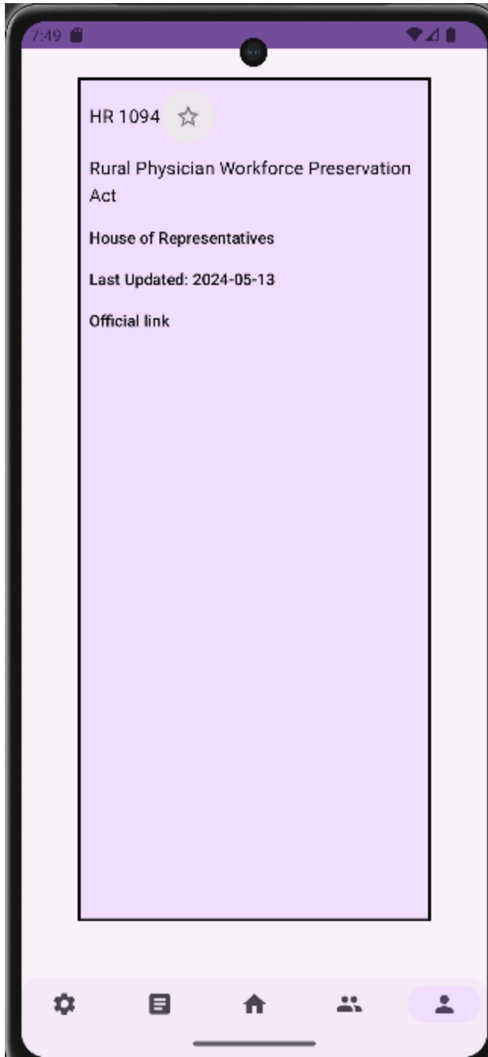 7:49
HR 1094
Rural Physician Workforce Preservation
Act
House of Representatives
Last Updated: 2024-05-13
Official link